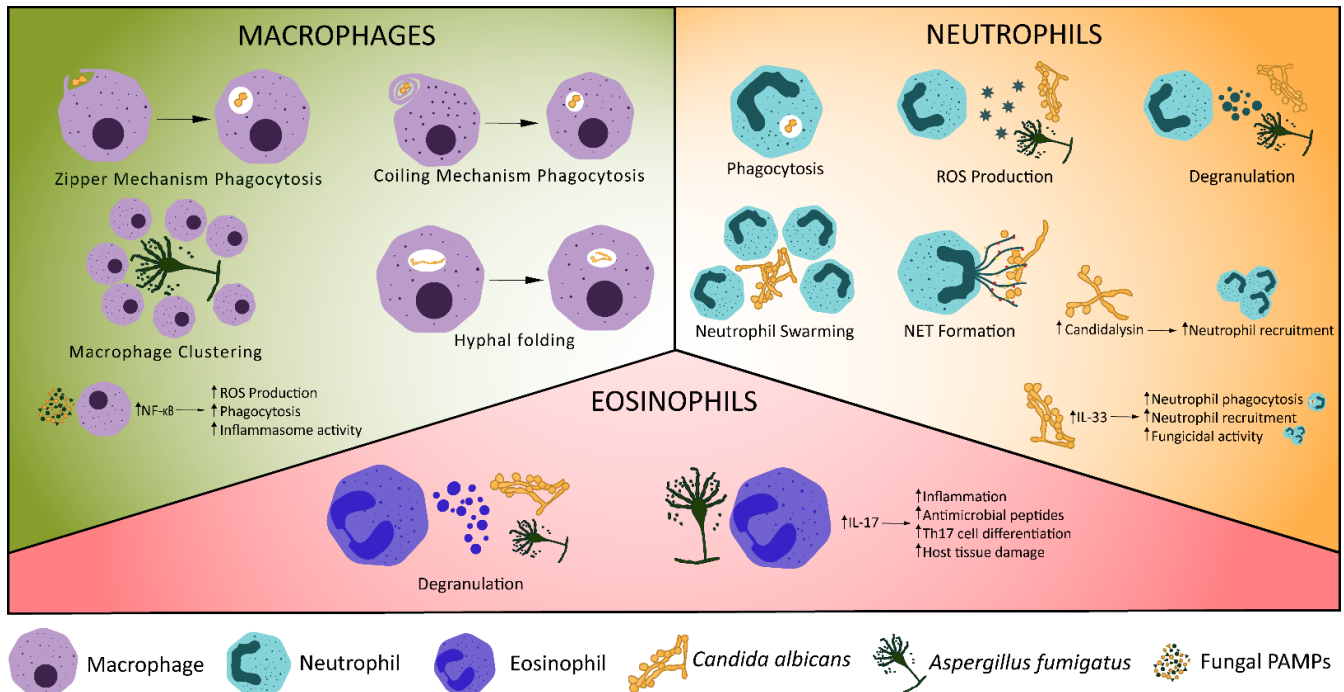 MACROPHAGES
Zipper Mechanism Phagocytosis
Coiling Mechanism Phagocytosis
Macrophage Clustering
Hyphal folding
↑NF-κB
↑ROS Production
↑Phagocytosis
↑Inflammasome activity
NEUTROPHILS
Phagocytosis
ROS Production
Degranulation
Neutrophil Swarming
NET Formation
↑Candidalysin
↑Neutrophil recruitment
↑IL-33
↑Neutrophil phagocytosis
↑Neutrophil recruitment
↑Fungicidal activity
EOSINOPHILS
Degranulation
↑IL-17
↑Inflammation
↑Antimicrobial peptides
↑Th17 cell differentiation
↑Host tissue damage
Macrophage
Neutrophil
Eosinophil
Candida albicans
Aspergillus fumigatus
Fungal PAMPs